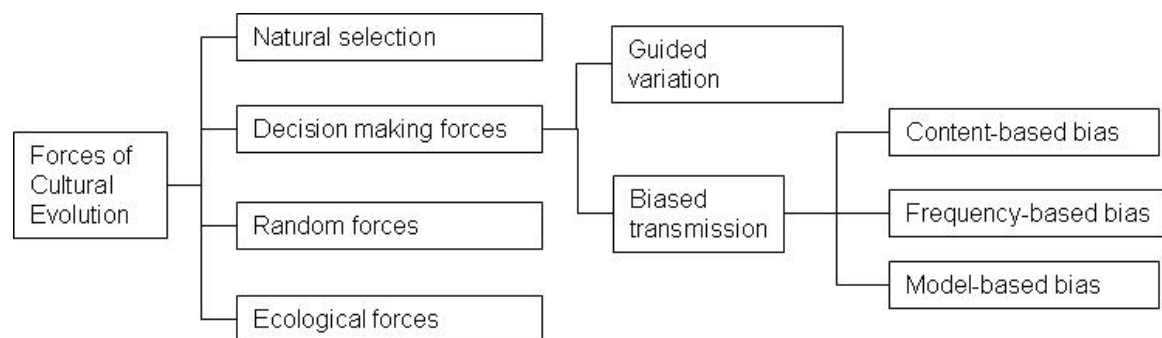 Forces of
Cultural
Evolution
Natural selection
Decision making forces
Random forces
Ecological forces
Guided
variation
Biased
transmission
Content-based bias
Frequency-based bias
Model-based bias